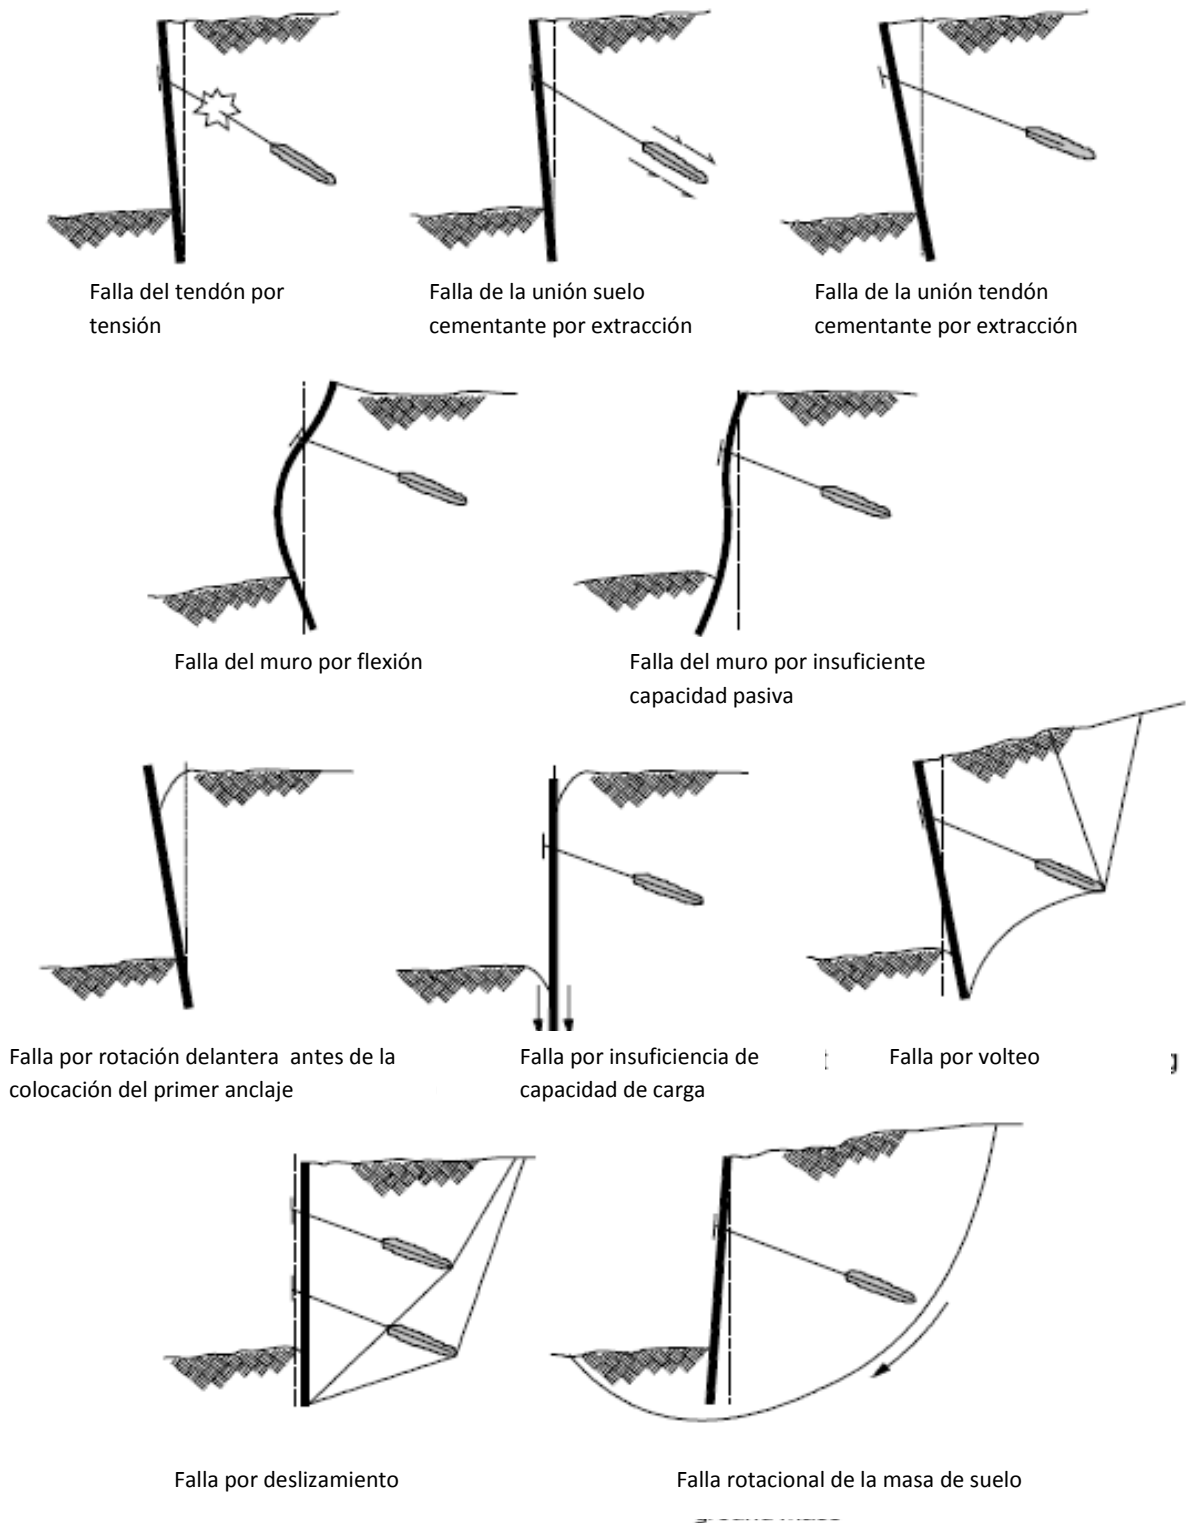 Falla del tendón por
tensión
Falla de la unión suelo
cementante por extracción
Falla de la unión tendón
cementante por extracción
Falla del muro por flexión
Falla del muro por insuficiente
capacidad pasiva
Falla por rotación delantera antes de la
colocación del primer anclaje
Falla por insuficiencia de
capacidad de carga
Falla por volteo
Falla por deslizamiento
Falla rotacional de la masa de suelo